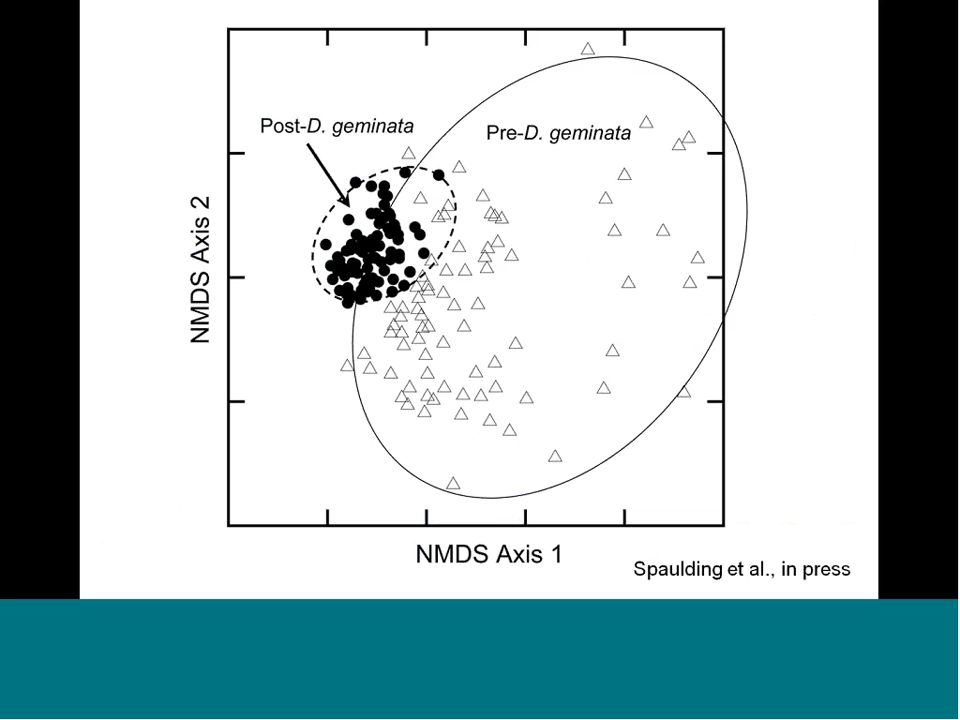 Post-D. geminata
Pre-D. geminata
NMDS Axis 2
NMDS Axis 1
Spaulding et al., in press